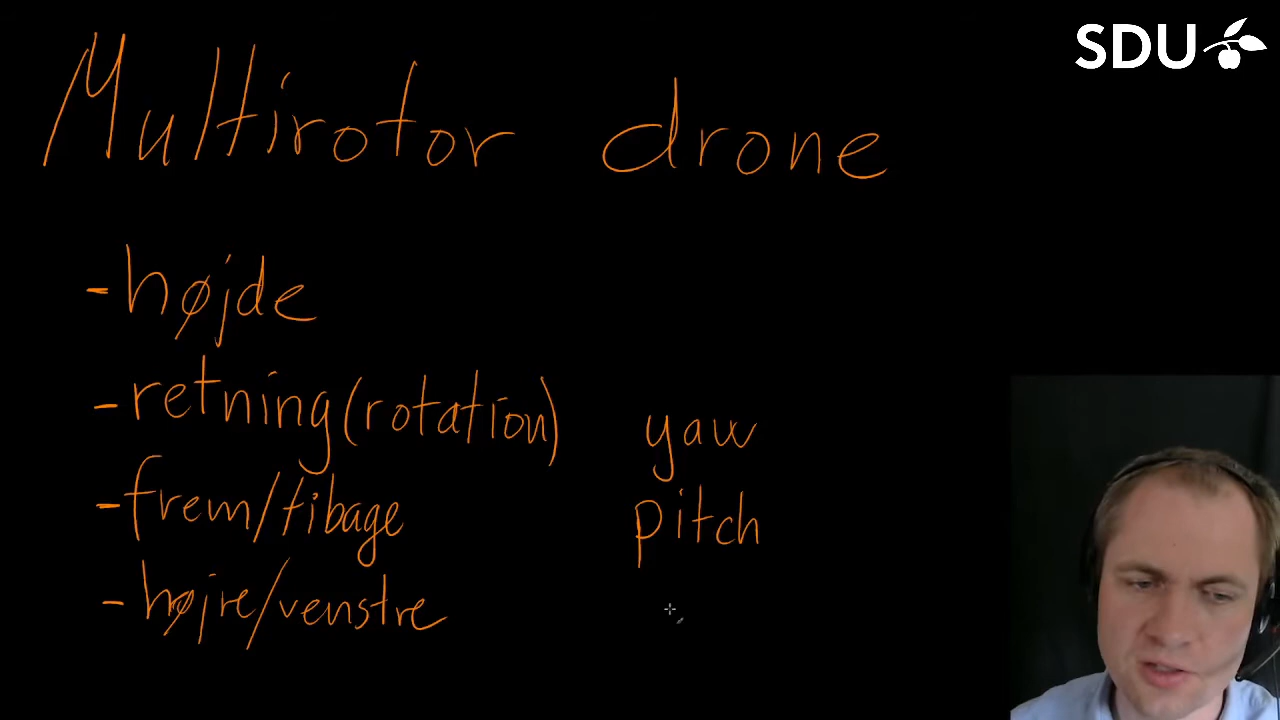 SDU
Multirotor drone
-højde
-retning(rotation) yaw
-frem/tibage pitch
-højre/venstre